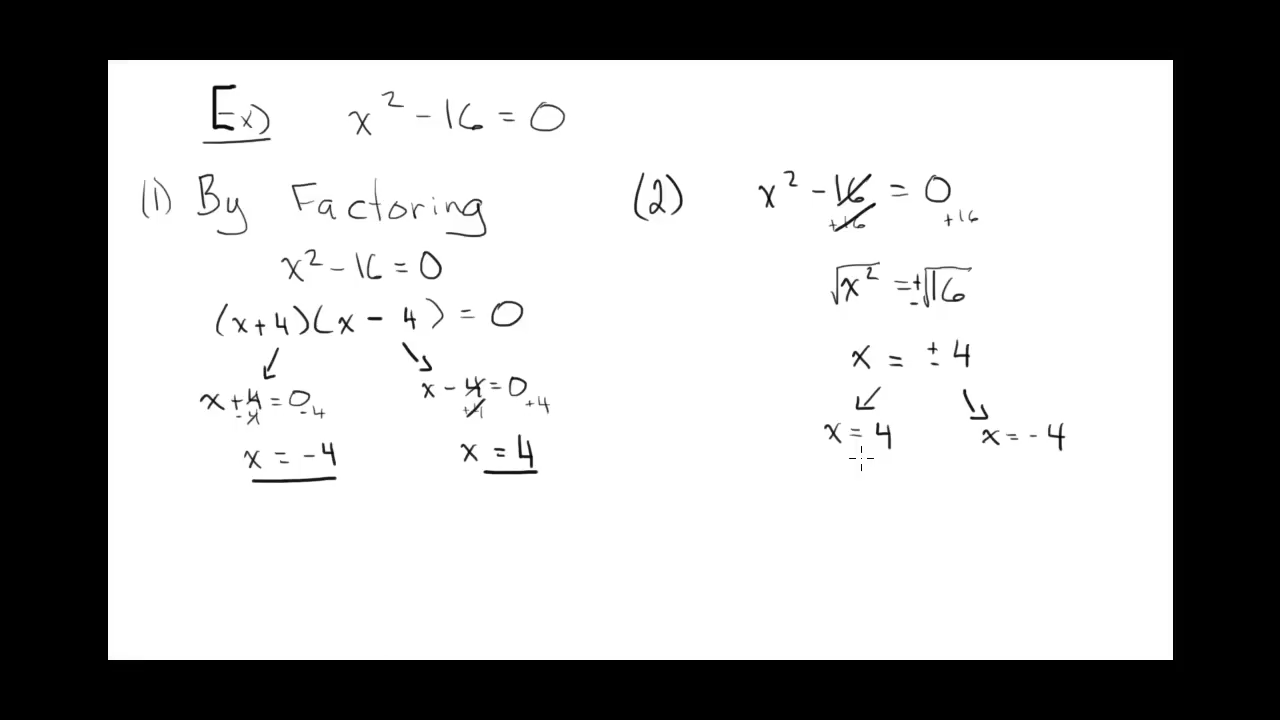 Ex) x² - 16 = 0
(1) By Factoring
x² - 16 = 0
(x + 4)(x - 4) = 0
x + 4 = 0
- 4 - 4
x = -4
x - 4 = 0
+4 +4
x = 4
(2) x² - 16 = 0
+16 +16
√x² = ±√16
x = ± 4
x = 4
x = -4